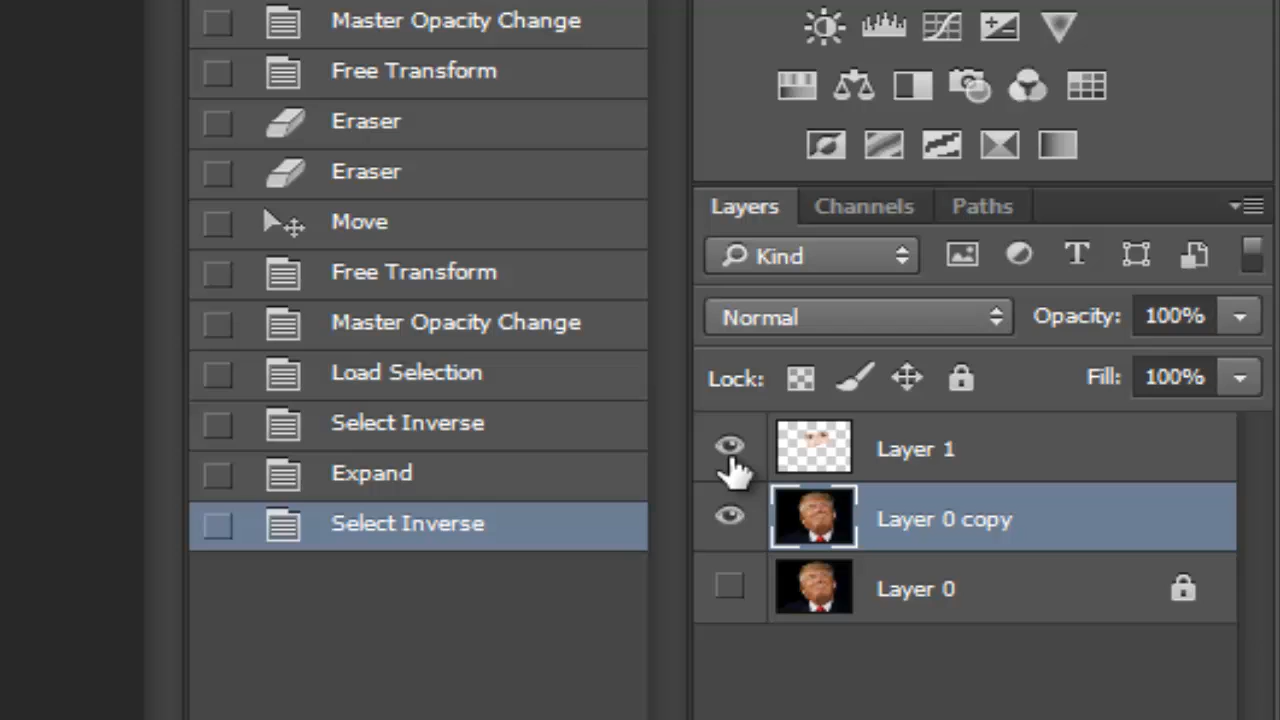 Master Opacity Change
Free Transform
Eraser
Eraser
Move
Free Transform
Master Opacity Change
Load Selection
Select Inverse
Expand
Select Inverse
Layers Channels Paths
Kind
Normal Opacity: 100%
Lock: Fill: 100%
Layer 1
Layer 0 copy
Layer 0